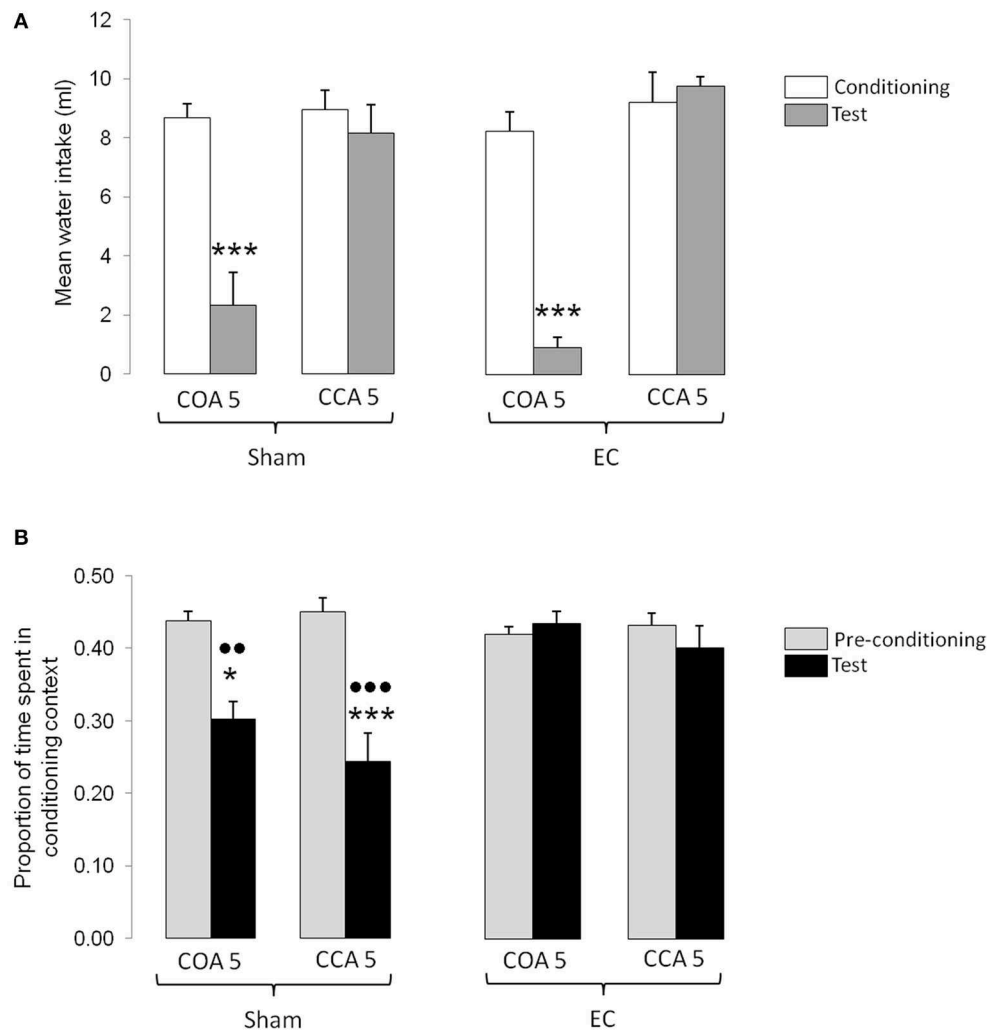 A
Mean water intake (ml)
12
10
8
6
4
2
0
***
***
Conditioning
Test
COA 5
CCA 5
COA 5
CCA 5
Sham
EC
B
Proportion of time spent in
conditioning context
0.50
0.40
0.30
0.20
0.10
0.00
●●
*
●●●
***
Pre-conditioning
Test
COA 5
CCA 5
COA 5
CCA 5
Sham
EC